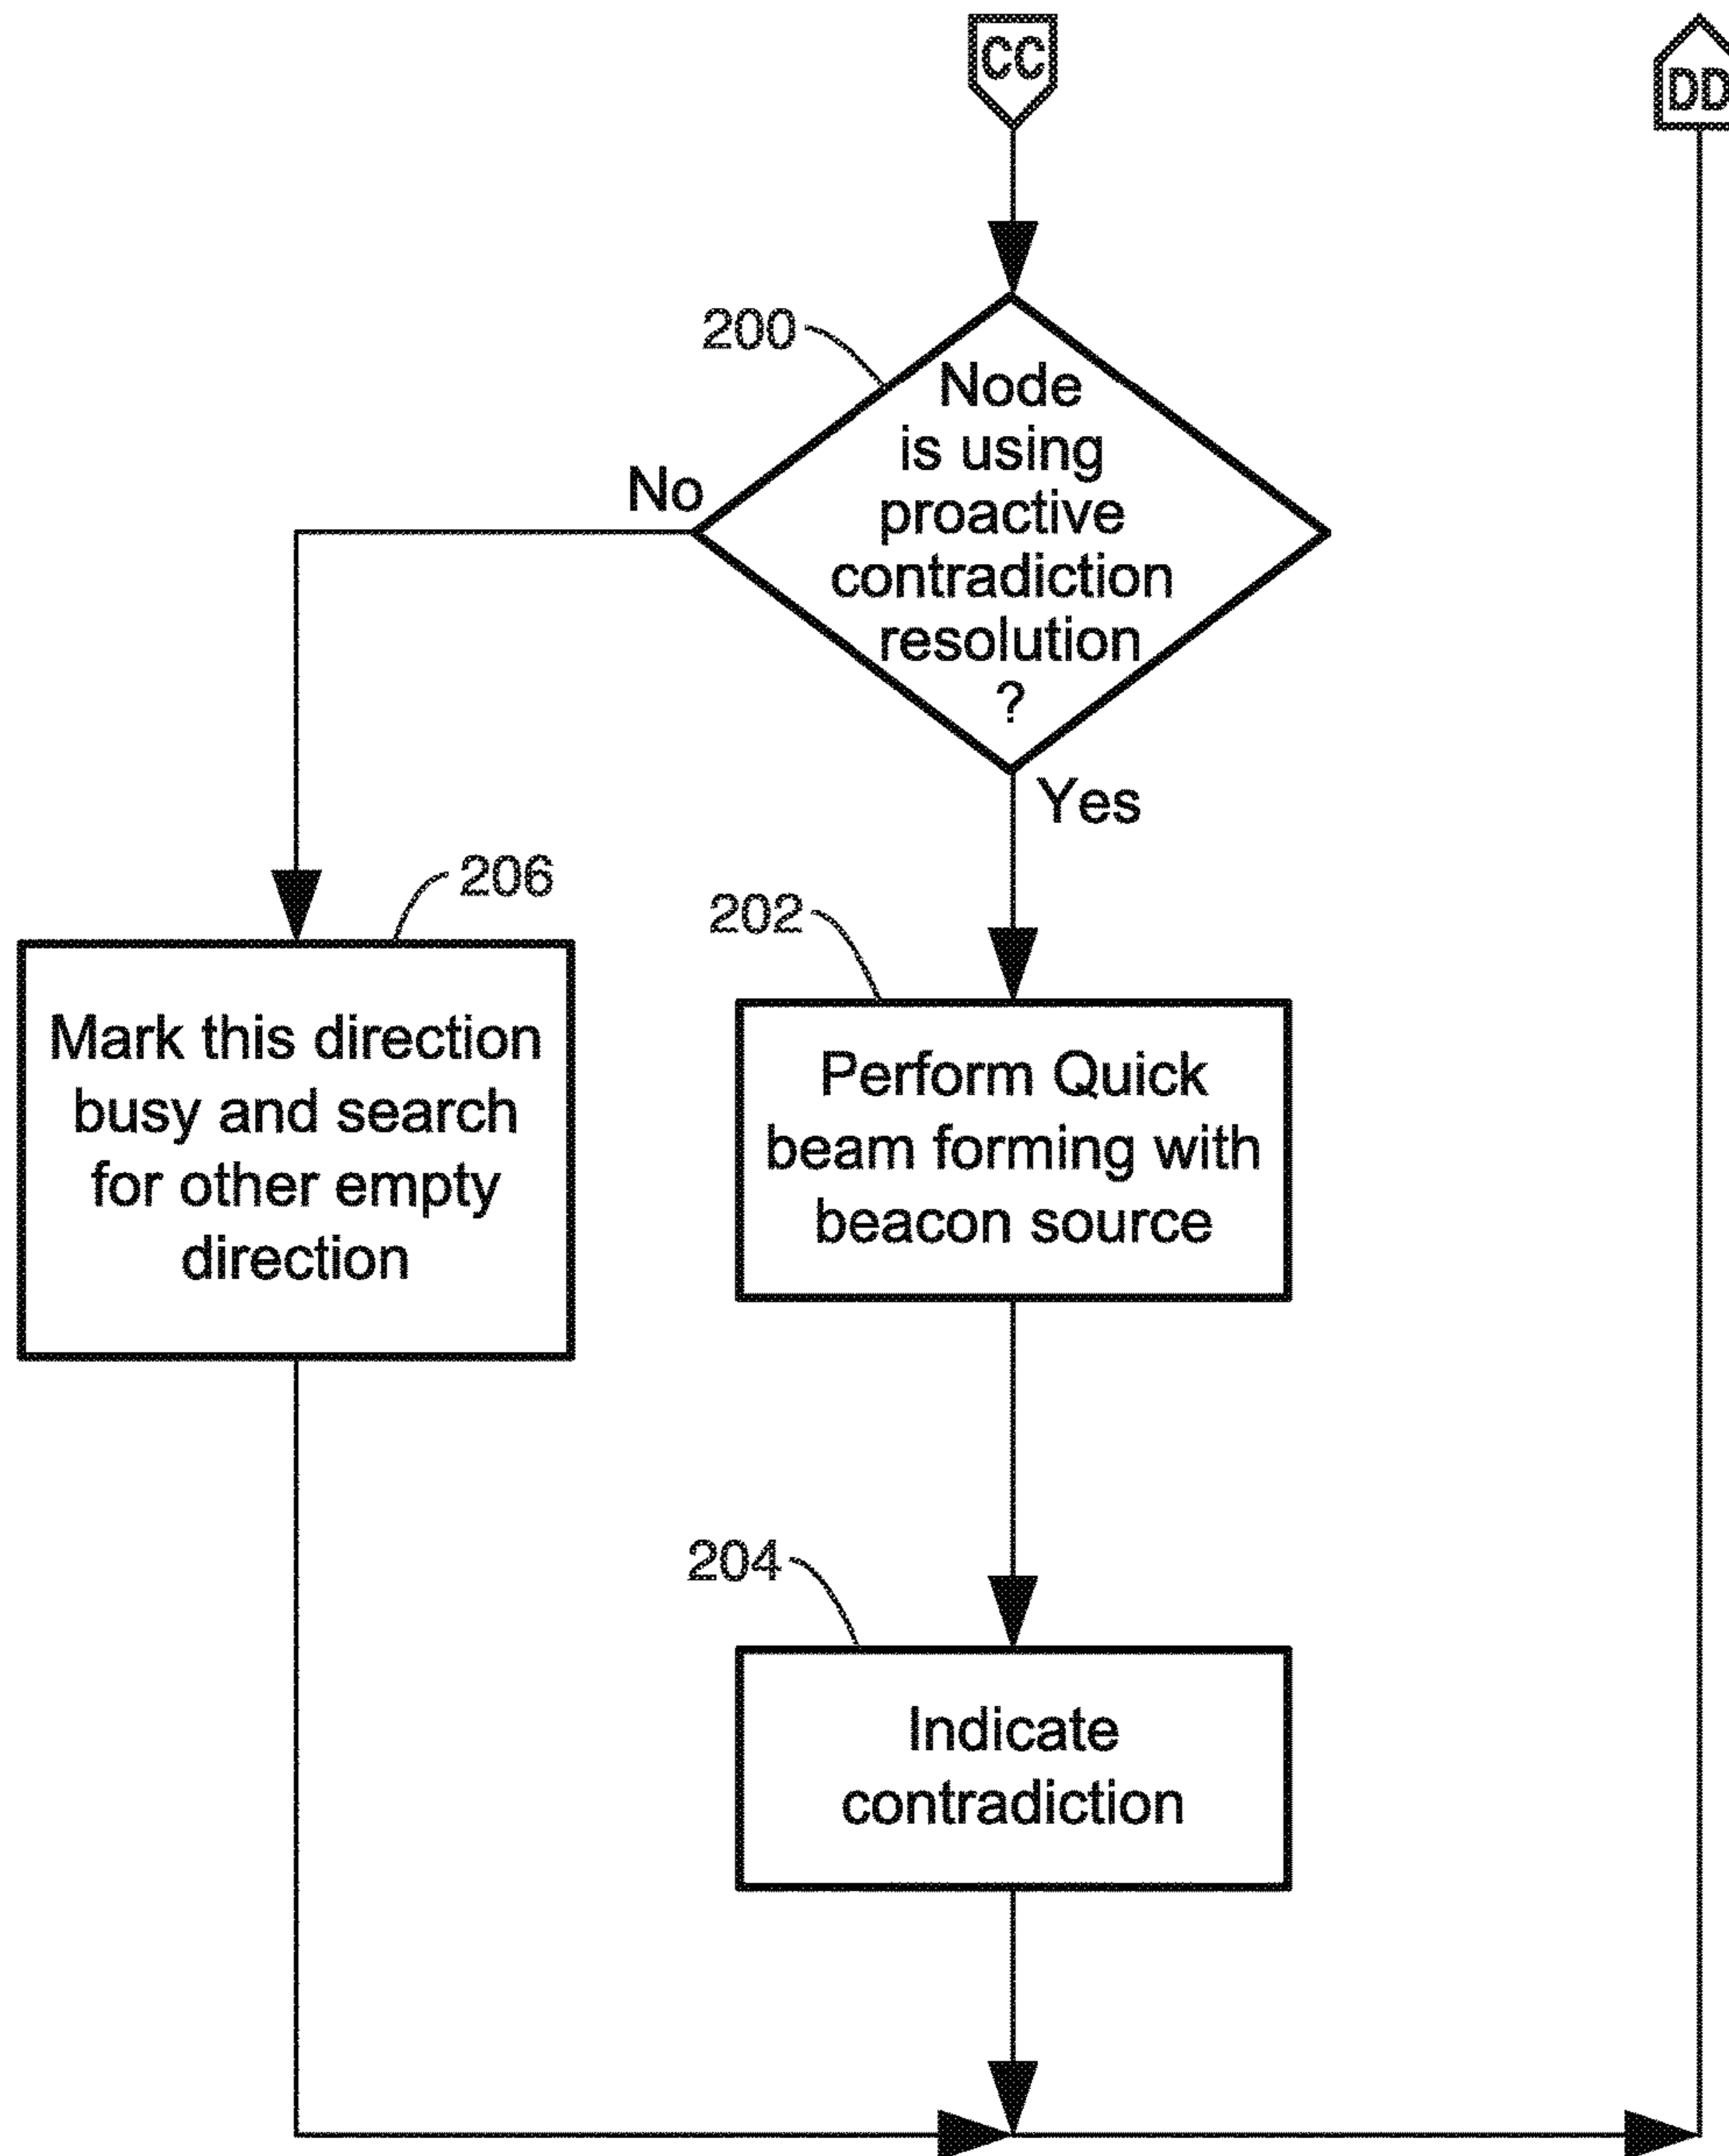 CC
DD
200
Node
is using
proactive
contradiction
resolution
?
No
Yes
206
202
Mark this direction
busy and search
for other empty
direction
Perform Quick
beam forming with
beacon source
204
Indicate
contradiction